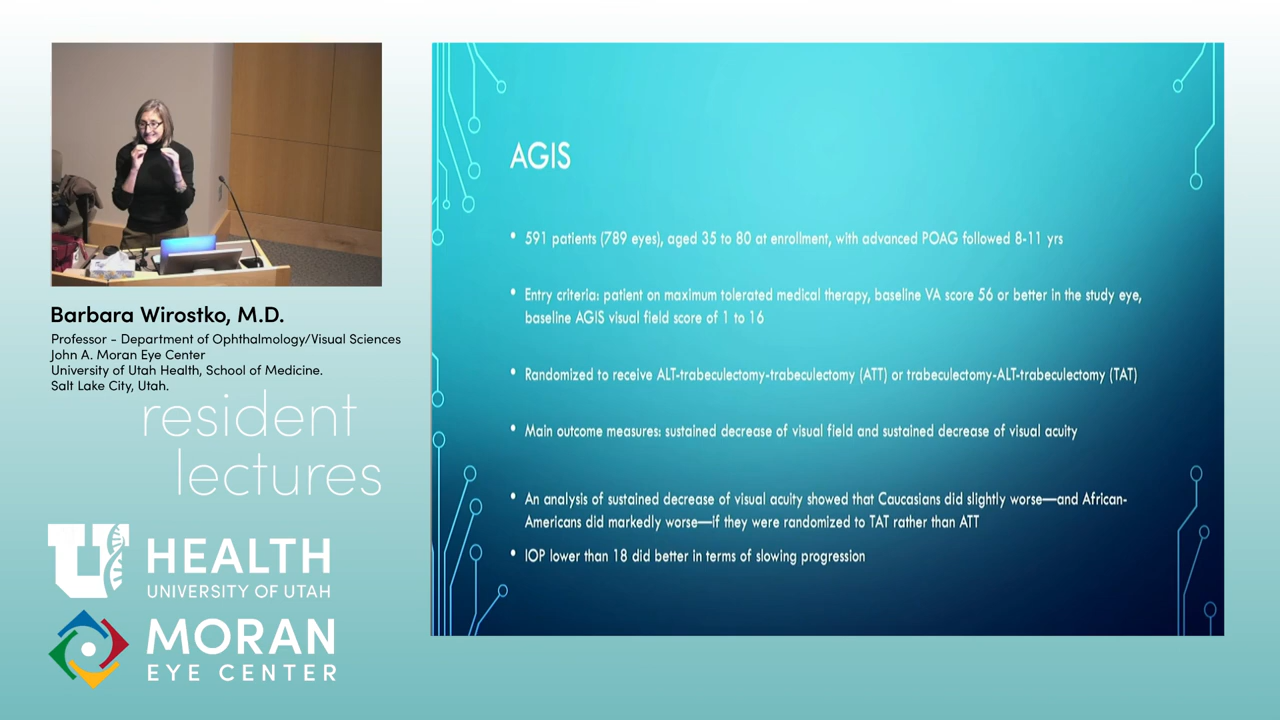 Barbara Wirostko, M.D.
Professor - Department of Ophthalmology/Visual Sciences
John A. Moran Eye Center
University of Utah Health, School of Medicine.
Salt Lake City, Utah.
resident
lectures
U HEALTH
UNIVERSITY OF UTAH
MORAN
EYE CENTER
AGIS
• 591 patients (789 eyes), aged 35 to 80 at enrollment, with advanced POAG followed 8-11 yrs
• Entry criteria: patient on maximum tolerated medical therapy, baseline VA score 56 or better in the study eye,
baseline AGIS visual field score of 1 to 16
• Randomized to receive ALT-trabeculectomy-trabeculectomy (ATT) or trabeculectomy-ALT-trabeculectomy (TAT)
• Main outcome measures: sustained decrease of visual field and sustained decrease of visual acuity
• An analysis of sustained decrease of visual acuity showed that Caucasians did slightly worse—and African-
Americans did markedly worse—if they were randomized to TAT rather than ATT
• IOP lower than 18 did better in terms of slowing progression